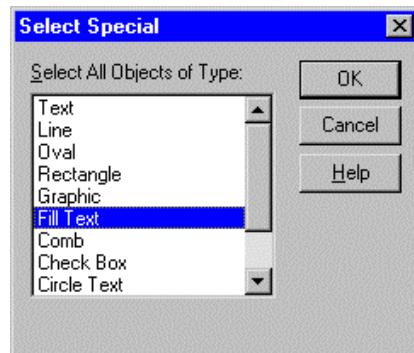 Select Special
Select All Objects of Type:
Text
Line
Oval
Rectangle
Graphic
Fill Text
Comb
Check Box
Circle Text
OK
Cancel
Help